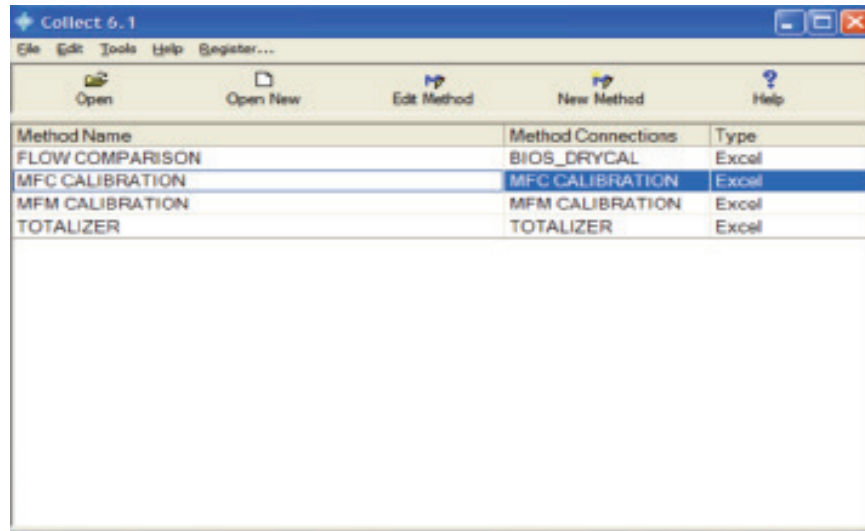 Collect 6.1
File Edit Tools Help Register...
Open Open New Edit Method New Method Help
Method Name Method Connections Type
FLOW COMPARISON BIOS_DRYCAL Excel
MFC CALIBRATION MFC CALIBRATION Excel
MFM CALIBRATION MFM CALIBRATION Excel
TOTALIZER TOTALIZER Excel